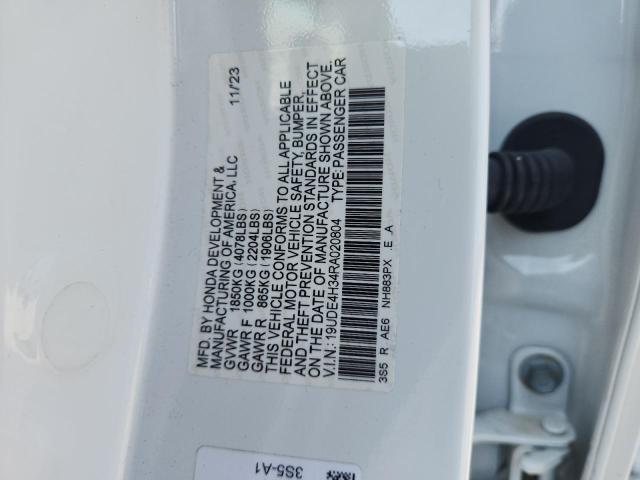 MFD. BY HONDA DEVELOPMENT & 11/23
MANUFACTURING OF AMERICA, LLC
GVWR 1850KG (4078LBS)
GAWR F 1000KG (2204LBS)
GAWR R 865KG (1906LBS)
THIS VEHICLE CONFORMS TO ALL APPLICABLE
FEDERAL MOTOR VEHICLE SAFETY, BUMPER,
AND THEFT PREVENTION STANDARDS IN EFFECT
ON THE DATE OF MANUFACTURE SHOWN ABOVE.
V.I.N.: 19UDE4H34RA020804 TYPE:PASSENGER CAR
3S5 R AE6 NH883PX .E A
3S5-A1